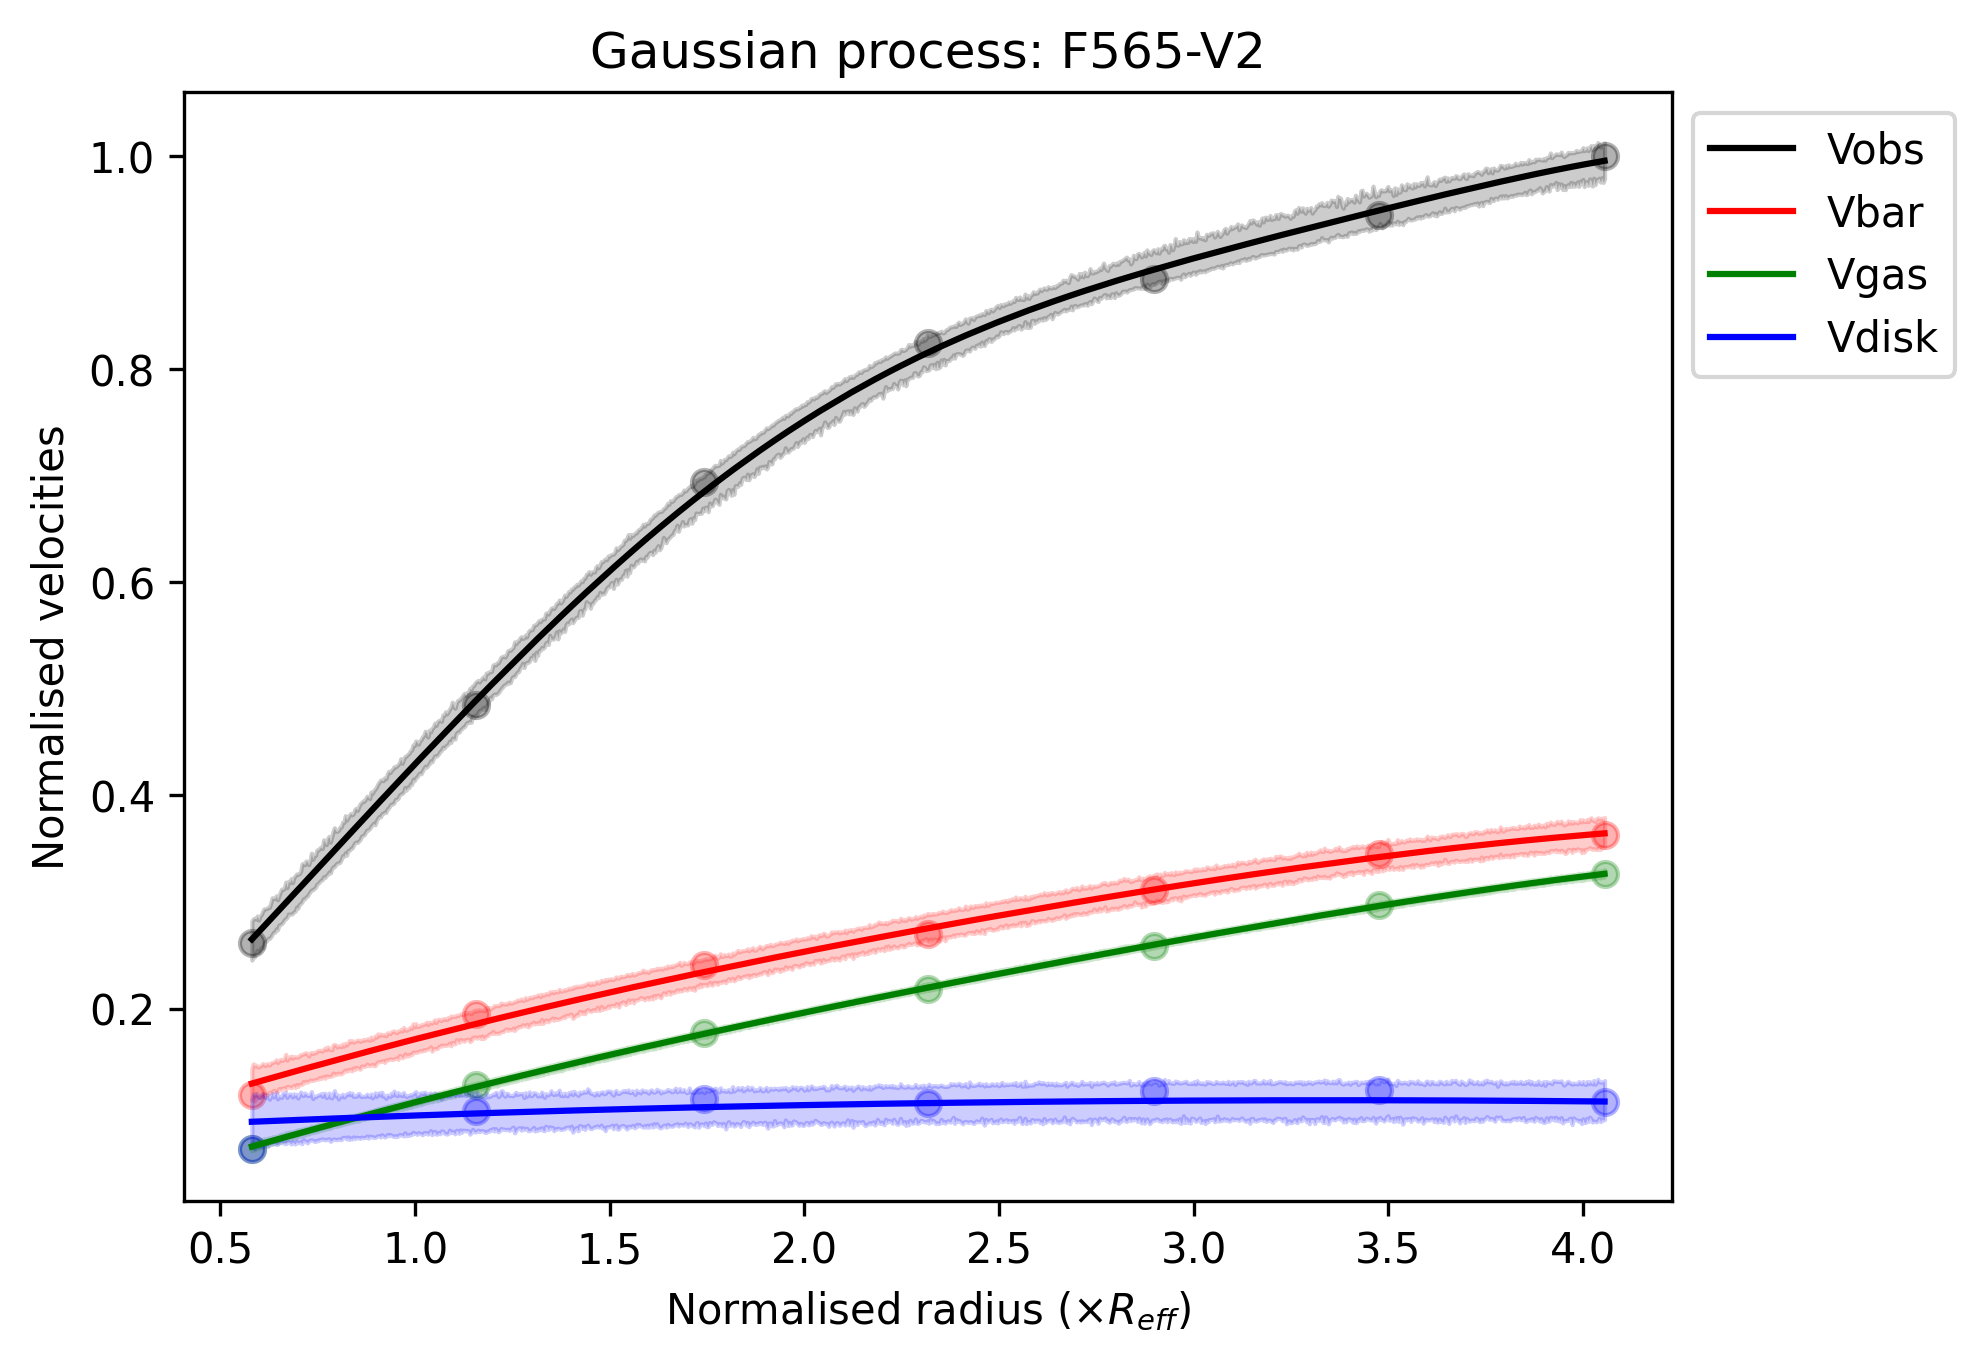 Gaussian process: F565-V2
Vobs
Vbar
Vgas
Vdisk
Normalised velocities
1.0
0.8
0.6
0.4
0.2
0.5 1.0 1.5 2.0 2.5 3.0 3.5 4.0
Normalised radius (×R_eff)